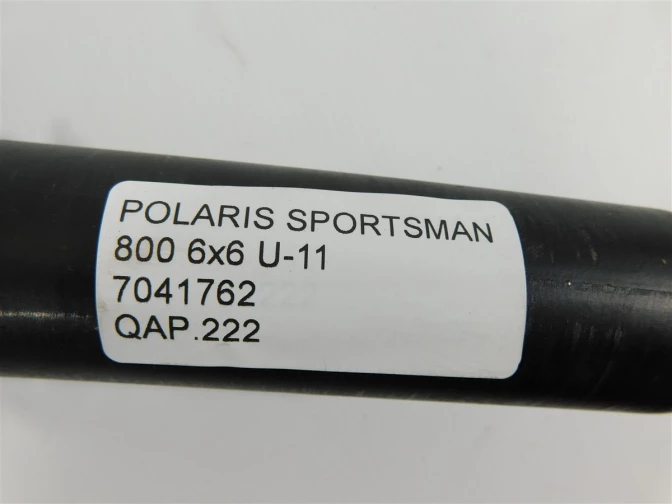 POLARIS SPORTSMAN
800 6x6 U-11
7041762
QAP.222